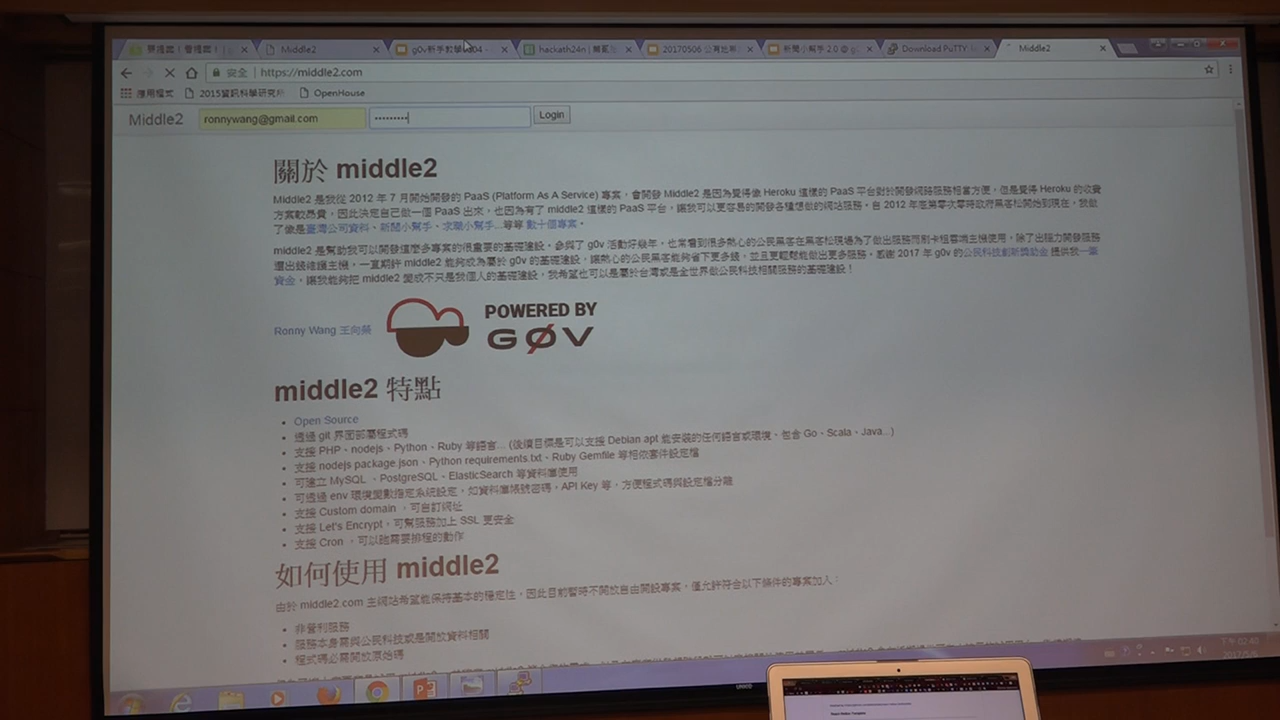 Middle2
g0v新手教學0504 -
hackath24n |
20170506 公有地
新聞小幫手 2.0 @
Download PuTTY:
Middle2
安全 | https://middle2.com
應用程式 2015資訊科學研究所 OpenHouse
Middle2 ronnywang@gmail.com ••••••••• Login
關於 middle2
Middle2 是我從 2012 年 7 月開始開發的 PaaS (Platform As A Service) 專案，會開發 Middle2 是因為覺得像 Heroku 這樣的 PaaS 平台對於開發網路服務相當方便，但是覺得 Heroku 的收費
方案較昂貴，因此決定自己做一個 PaaS 出來，也因為有了 middle2 這樣的 PaaS 平台，讓我可以更容易的開發各種想做的網站服務。自 2012 年底第零次零時政府黑客松開始到現在，我做
了像是臺灣公司資料、新聞小幫手、求職小幫手...等等 數十個專案。
middle2 是幫助我可以開發這麼多專案的很重要的基礎建設。參與了 g0v 活動好幾年，也常看到很多熱心的公民黑客在黑客松現場為了做出服務而刷卡租雲端主機使用，除了出腦力開發服務
還出錢維護主機，一直期許 middle2 能夠成為屬於 g0v 的基礎建設，讓熱心的公民黑客能夠省下更多錢，並且更輕鬆能做出更多服務。感謝 2017 年 g0v 的公民科技創新獎助金 提供我一筆
資金，讓我能夠把 middle2 變成不只是我個人的基礎建設，我希望也可以是屬於台灣或是全世界做公民科技相關服務的基礎建設！
Ronny Wang 王向榮
POWERED BY
GØV
middle2 特點
Open Source
透過 git 界面部屬程式碼
支援 PHP、nodejs、Python、Ruby 等語言... (後續目標是可以支援 Debian apt 能安裝的任何語言或環境、包含 Go、Scala、Java...)
支援 nodejs package.json、Python requirements.txt、Ruby Gemfile 等相依套件設定檔
可建立 MySQL 、PostgreSQL、ElasticSearch 等資料庫使用
可透過 env 環境變數指定系統設定，如資料庫帳號密碼，API Key 等，方便程式碼與設定檔分離
支援 Custom domain ，可自訂網址
支援 Let's Encrypt，可幫服務加上 SSL 更安全
支援 Cron ，可以跑需要排程的動作
如何使用 middle2
由於 middle2.com 主網站希望能保持基本的穩定性，因此目前暫時不開放自由開設專案，僅允許符合以下條件的專案加入：
非營利服務
服務本身需與公民科技或是開放資料相關
程式碼必需開放原始碼
下午 02:40